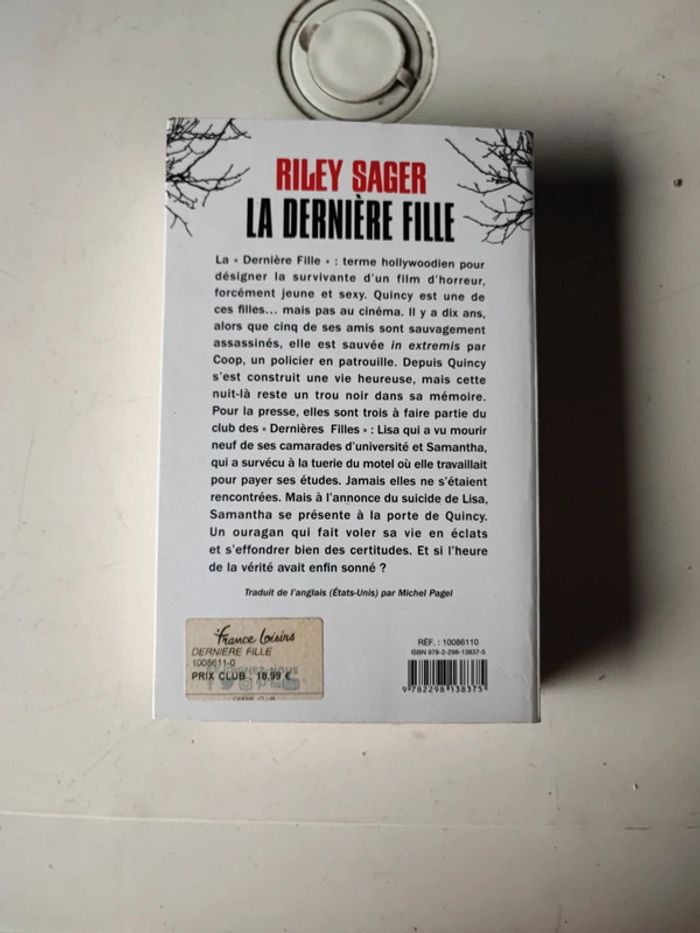 RILEY SAGER
LA DERNIÈRE FILLE
La « Dernière Fille » : terme hollywoodien pour
désigner la survivante d'un film d'horreur,
forcément jeune et sexy. Quincy est une de
ces filles... mais pas au cinéma. Il y a dix ans,
alors que cinq de ses amis sont sauvagement
assassinés, elle est sauvée in extremis par
Coop, un policier en patrouille. Depuis Quincy
s'est construit une vie heureuse, mais cette
nuit-là reste un trou noir dans sa mémoire.
Pour la presse, elles sont trois à faire partie du
club des « Dernières Filles » : Lisa qui a vu mourir
neuf de ses camarades d'université et Samantha,
qui a survécu à la tuerie du motel où elle travaillait
pour payer ses études. Jamais elles ne s'étaient
rencontrées. Mais à l'annonce du suicide de Lisa,
Samantha se présente à la porte de Quincy.
Un ouragan qui fait voler sa vie en éclats
et s'effondrer bien des certitudes. Et si l'heure
de la vérité avait enfin sonné ?
Traduit de l'anglais (États-Unis) par Michel Pagel
France Loisirs
DERNIERE FILLE
1008611-0
PRIX CLUB : 18,99 €
RÉF. : 10086110
ISBN 978-2-298-13837-5
9 782298 138375